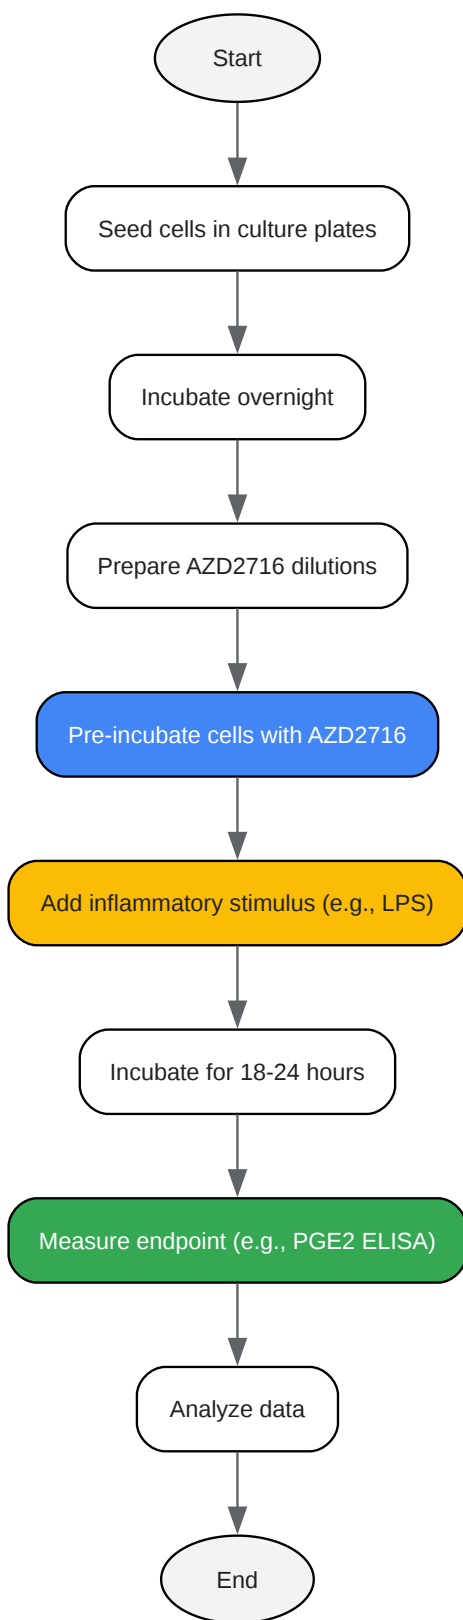 Start
Seed cells in culture plates
Incubate overnight
Prepare AZD2716 dilutions
Pre-incubate cells with AZD2716
Add inflammatory stimulus (e.g., LPS)
Incubate for 18-24 hours
Measure endpoint (e.g., PGE2 ELISA)
Analyze data
End